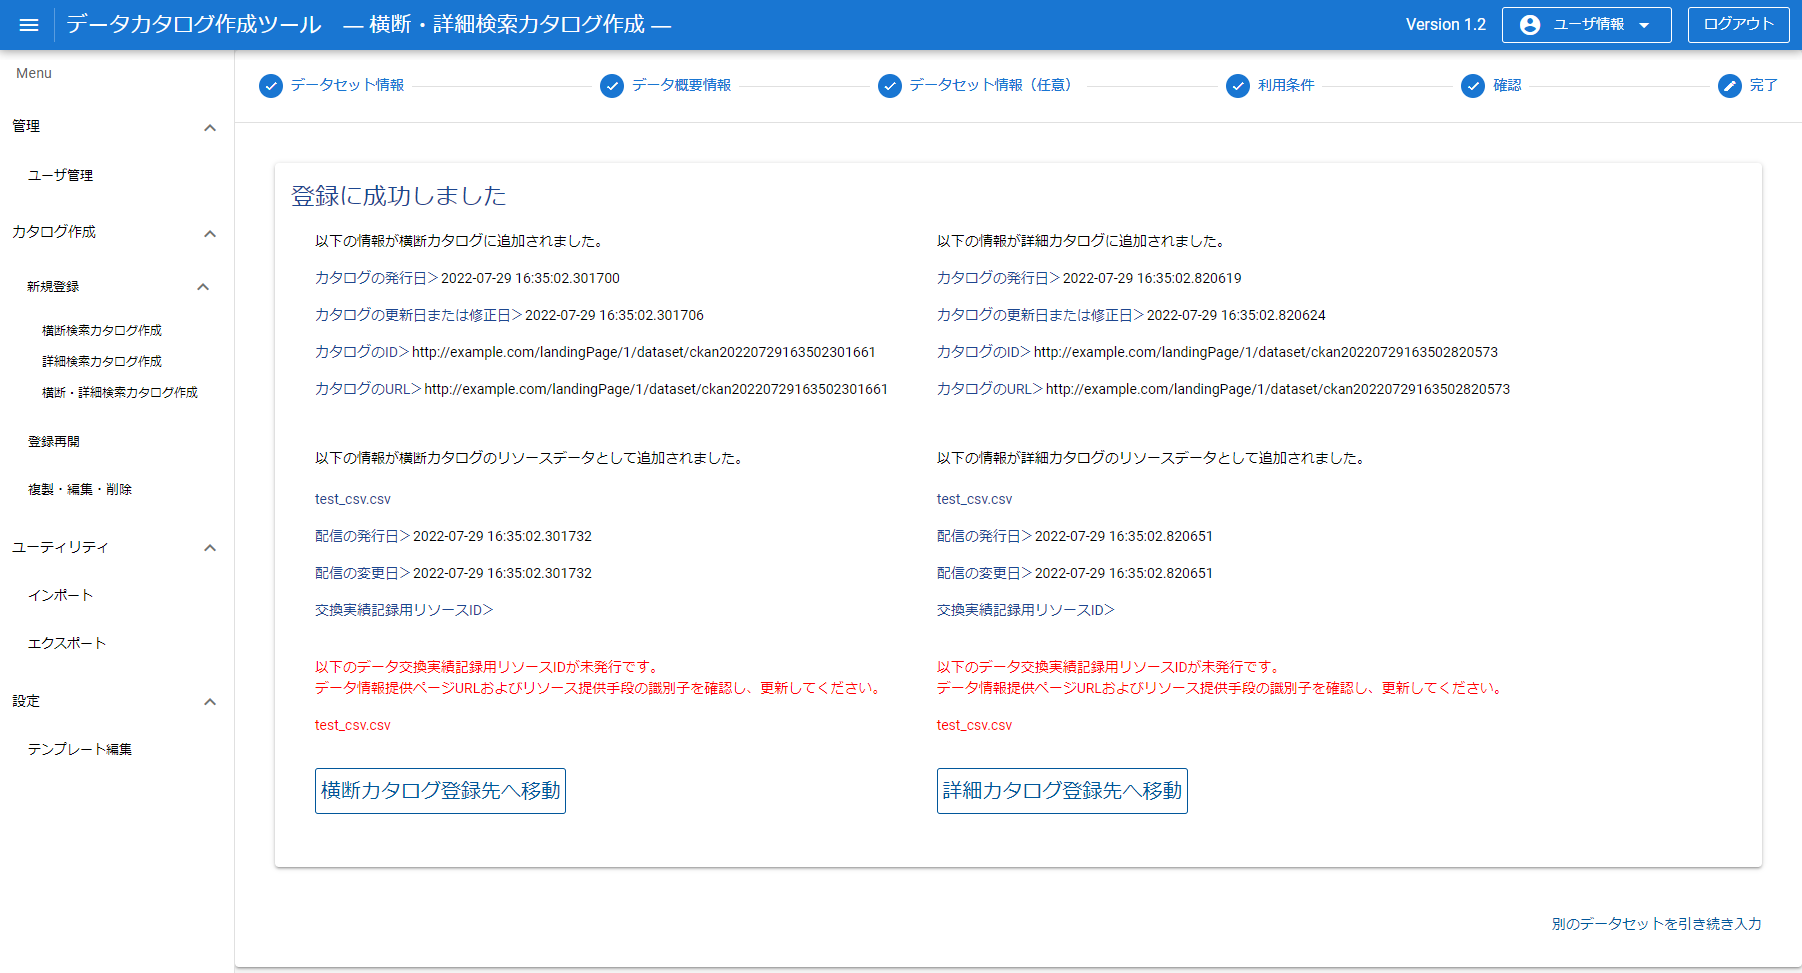 データカタログ作成ツール　― 横断・詳細検索カタログ作成 ―
Version 1.2
ユーザ情報
ログアウト
Menu
管理
ユーザ管理
カタログ作成
新規登録
横断検索カタログ作成
詳細検索カタログ作成
横断・詳細検索カタログ作成
登録再開
複製・編集・削除
ユーティリティ
インポート
エクスポート
設定
テンプレート編集
データセット情報
データ概要情報
データセット情報（任意）
利用条件
確認
完了
登録に成功しました
以下の情報が横断カタログに追加されました。
カタログの発行日＞2022-07-29 16:35:02.301700
カタログの更新日または修正日＞2022-07-29 16:35:02.301706
カタログのID＞http://example.com/landingPage/1/dataset/ckan20220729163502301661
カタログのURL＞http://example.com/landingPage/1/dataset/ckan20220729163502301661
以下の情報が横断カタログのリソースデータとして追加されました。
test_csv.csv
配信の発行日＞2022-07-29 16:35:02.301732
配信の変更日＞2022-07-29 16:35:02.301732
交換実績記録用リソースID＞
以下のデータ交換実績記録用リソースIDが未発行です。
データ情報提供ページURLおよびリソース提供手段の識別子を確認し、更新してください。
test_csv.csv
横断カタログ登録先へ移動
以下の情報が詳細カタログに追加されました。
カタログの発行日＞2022-07-29 16:35:02.820619
カタログの更新日または修正日＞2022-07-29 16:35:02.820624
カタログのID＞http://example.com/landingPage/1/dataset/ckan20220729163502820573
カタログのURL＞http://example.com/landingPage/1/dataset/ckan20220729163502820573
以下の情報が詳細カタログのリソースデータとして追加されました。
test_csv.csv
配信の発行日＞2022-07-29 16:35:02.820651
配信の変更日＞2022-07-29 16:35:02.820651
交換実績記録用リソースID＞
以下のデータ交換実績記録用リソースIDが未発行です。
データ情報提供ページURLおよびリソース提供手段の識別子を確認し、更新してください。
test_csv.csv
詳細カタログ登録先へ移動
別のデータセットを引き続き入力